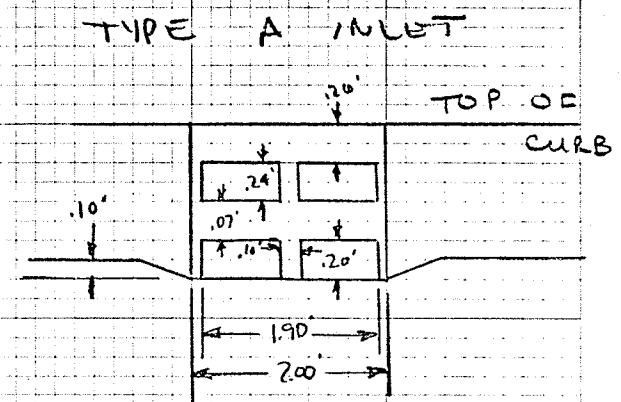 TYPE A INLET
.20'
TOP OF
CURB
.24'
.10'
.07'
.10'
.20'
1.90'
2.00'